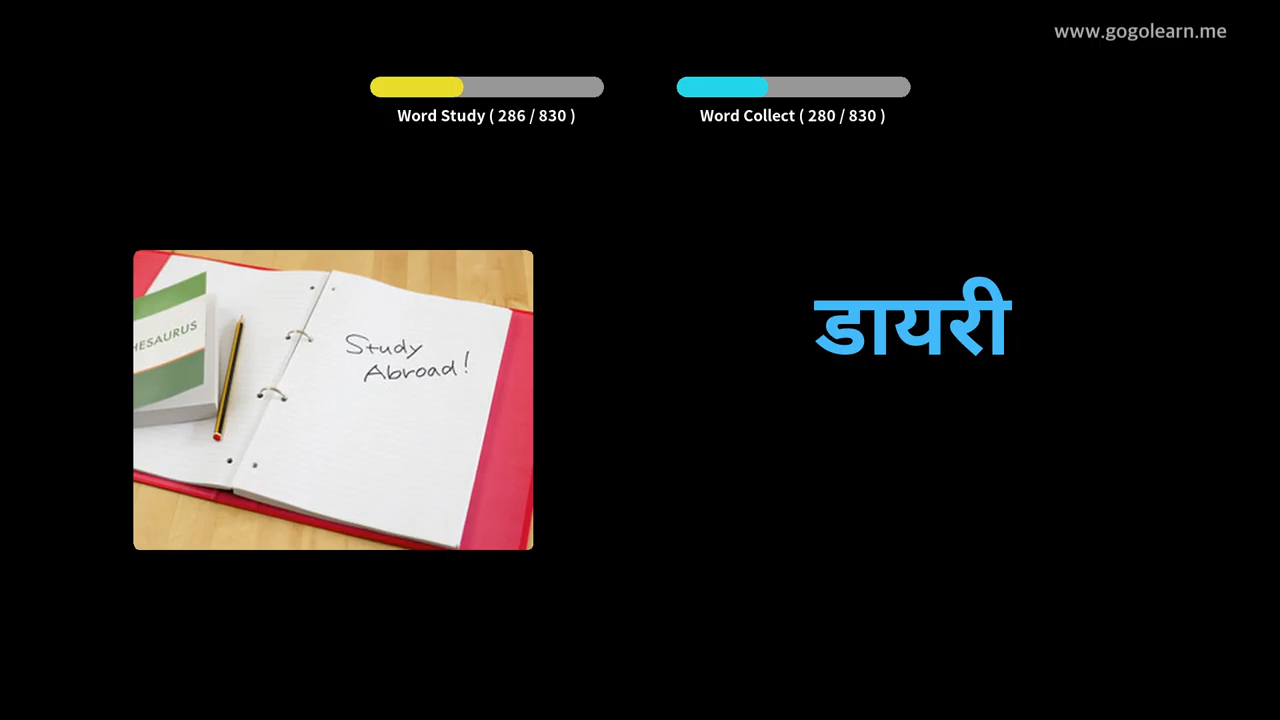 www.gogolearn.me
Word Study ( 286 / 830 )
Word Collect ( 280 / 830 )
HESAURUS
Study
Abroad!
डायरी